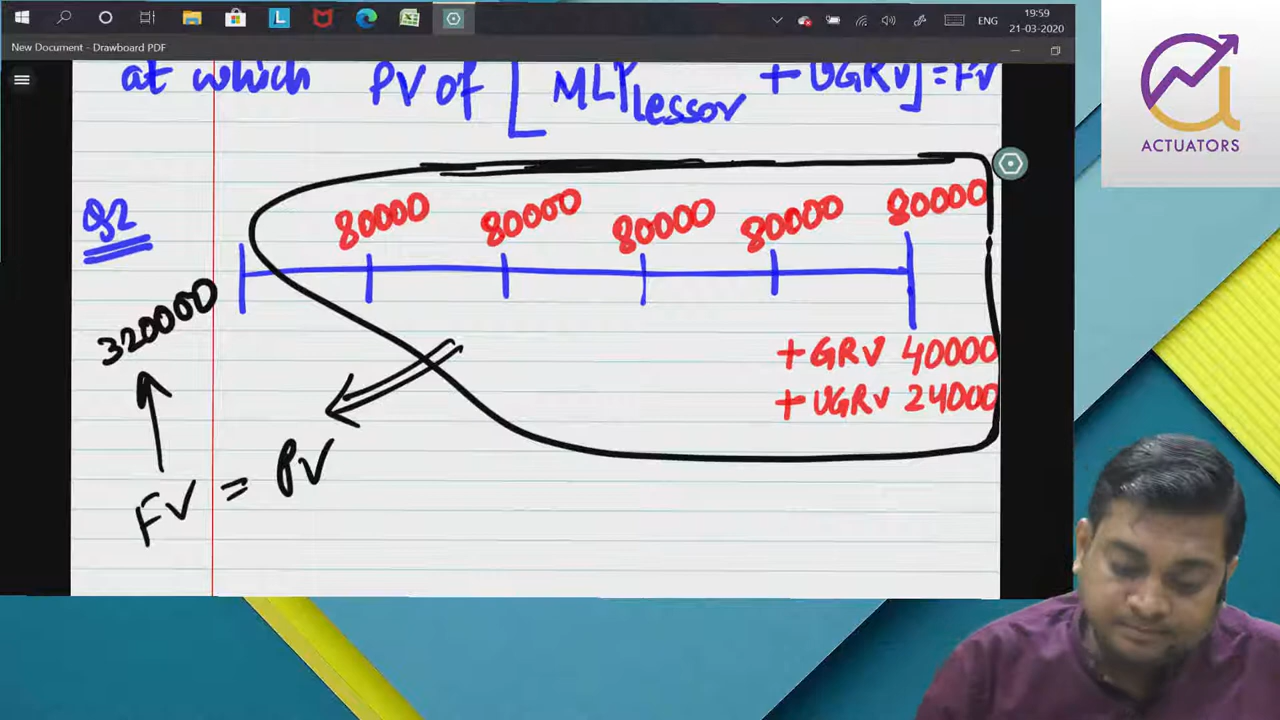 ENG
19:59
21-03-2020
New Document - Drawboard PDF
at which PV of [ MLP lessor + UGRV] = FV
Q2
80000 80000 80000 80000 80000
320000
+ GRV 40000
+ UGRV 24000
FV = PV
ACTUATORS